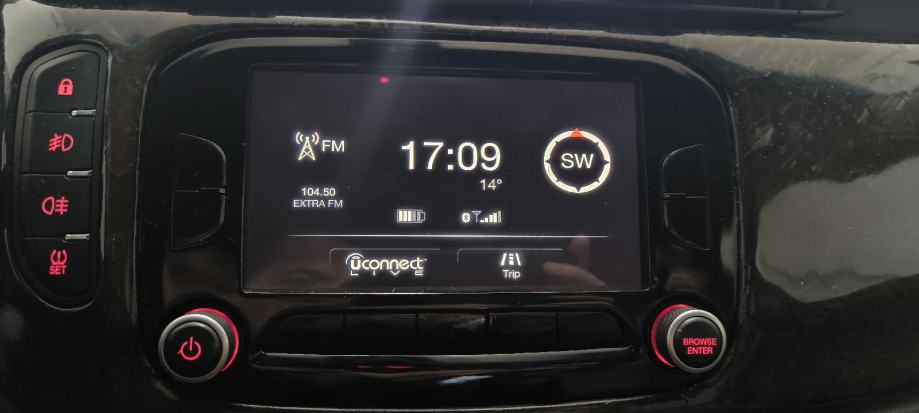 FM
17:09
SW
14°
104.50
EXTRA FM
uconnect
LIVE
Trip
SET
BROWSE
ENTER